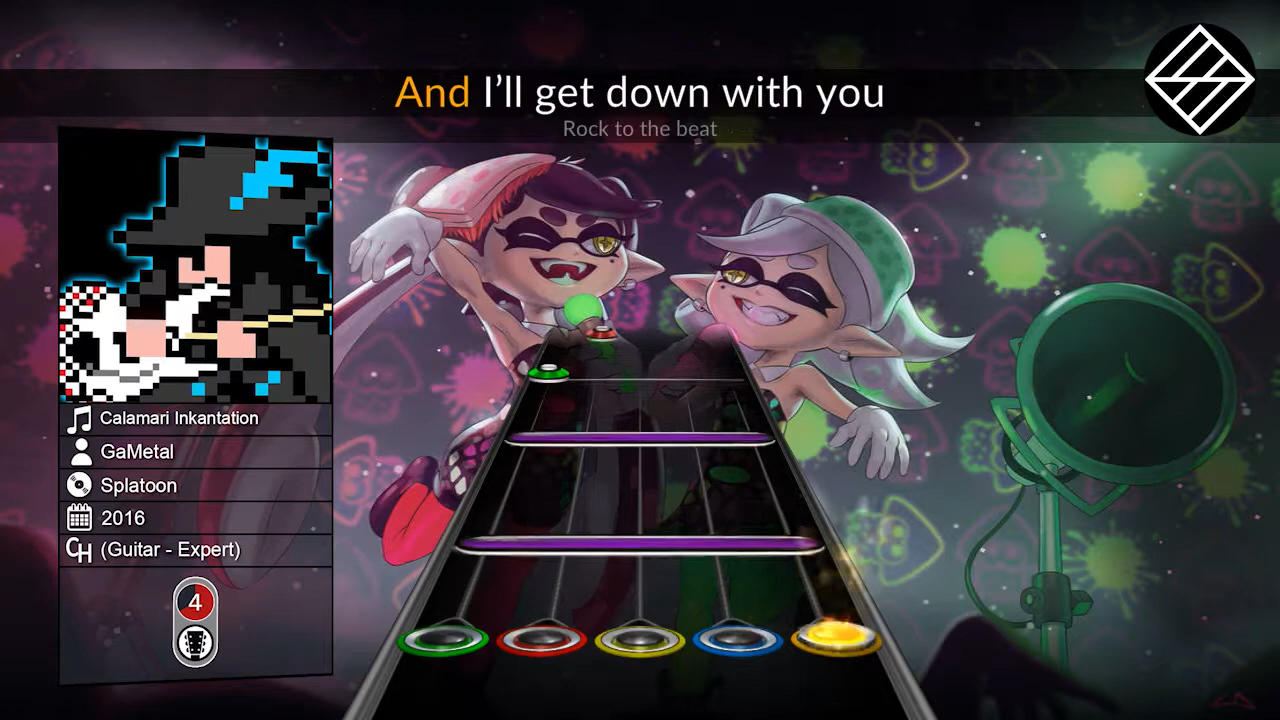 And I'll get down with you
Rock to the beat
Calamari Inkantation
GaMetal
Splatoon
2016
CH (Guitar - Expert)
4